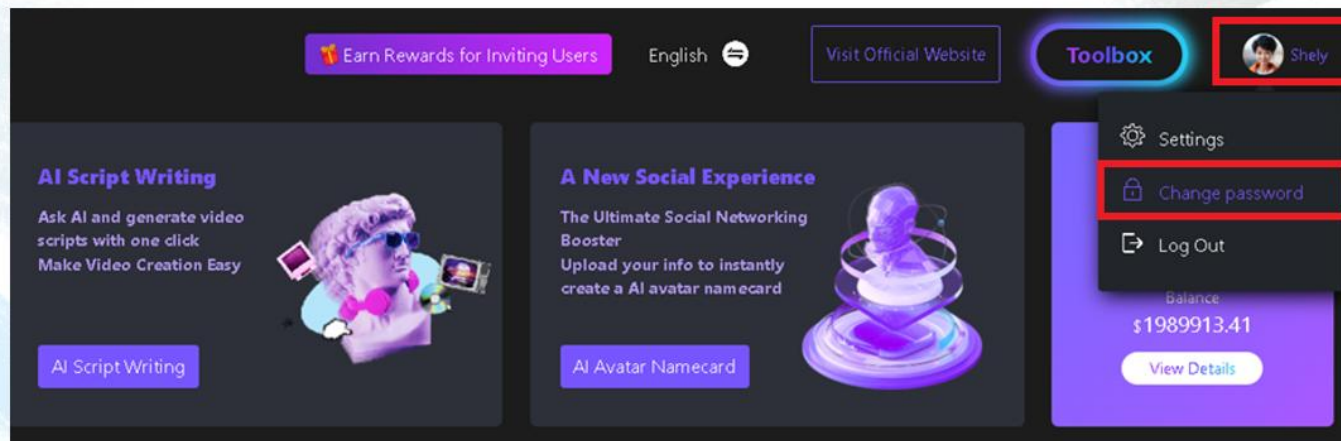 Earn Rewards for Inviting Users
English
Visit Official Website
Toolbox
Shely
Settings
Change password
Log Out
AI Script Writing
Ask AI and generate video
scripts with one click
Make Video Creation Easy
AI Script Writing
A New Social Experience
The Ultimate Social Networking
Booster
Upload your info to instantly
create a AI avatar namecard
AI Avatar Namecard
Balance
$1989913.41
View Details